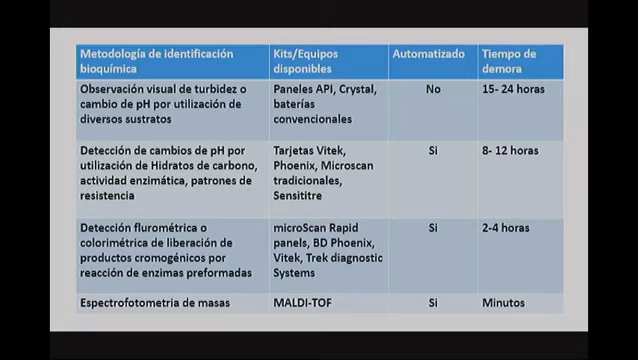 Metodología de identificación bioquímica | Kits/Equipos disponibles | Automatizado | Tiempo de demora
Observación visual de turbidez o cambio de pH por utilización de diversos sustratos | Paneles API, Crystal, baterías convencionales | No | 15- 24 horas
Detección de cambios de pH por utilización de Hidratos de carbono, actividad enzimática, patrones de resistencia | Tarjetas Vitek, Phoenix, Microscan tradicionales, Sensititre | Si | 8- 12 horas
Detección flurométrica o colorimétrica de liberación de productos cromogénicos por reacción de enzimas preformadas | microScan Rapid panels, BD Phoenix, Vitek, Trek diagnostic Systems | Si | 2-4 horas
Espectrofotometria de masas | MALDI-TOF | Si | Minutos